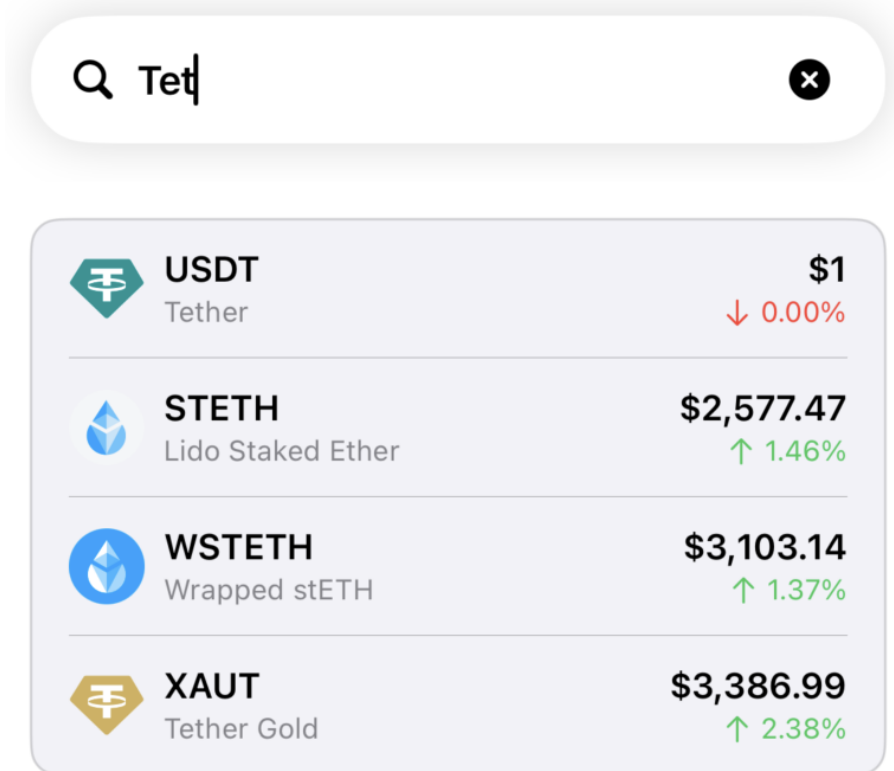 Tet
USDT
$1
Tether
↓ 0.00%
STETH
$2,577.47
Lido Staked Ether
↑ 1.46%
WSTETH
$3,103.14
Wrapped stETH
↑ 1.37%
XAUT
$3,386.99
Tether Gold
↑ 2.38%